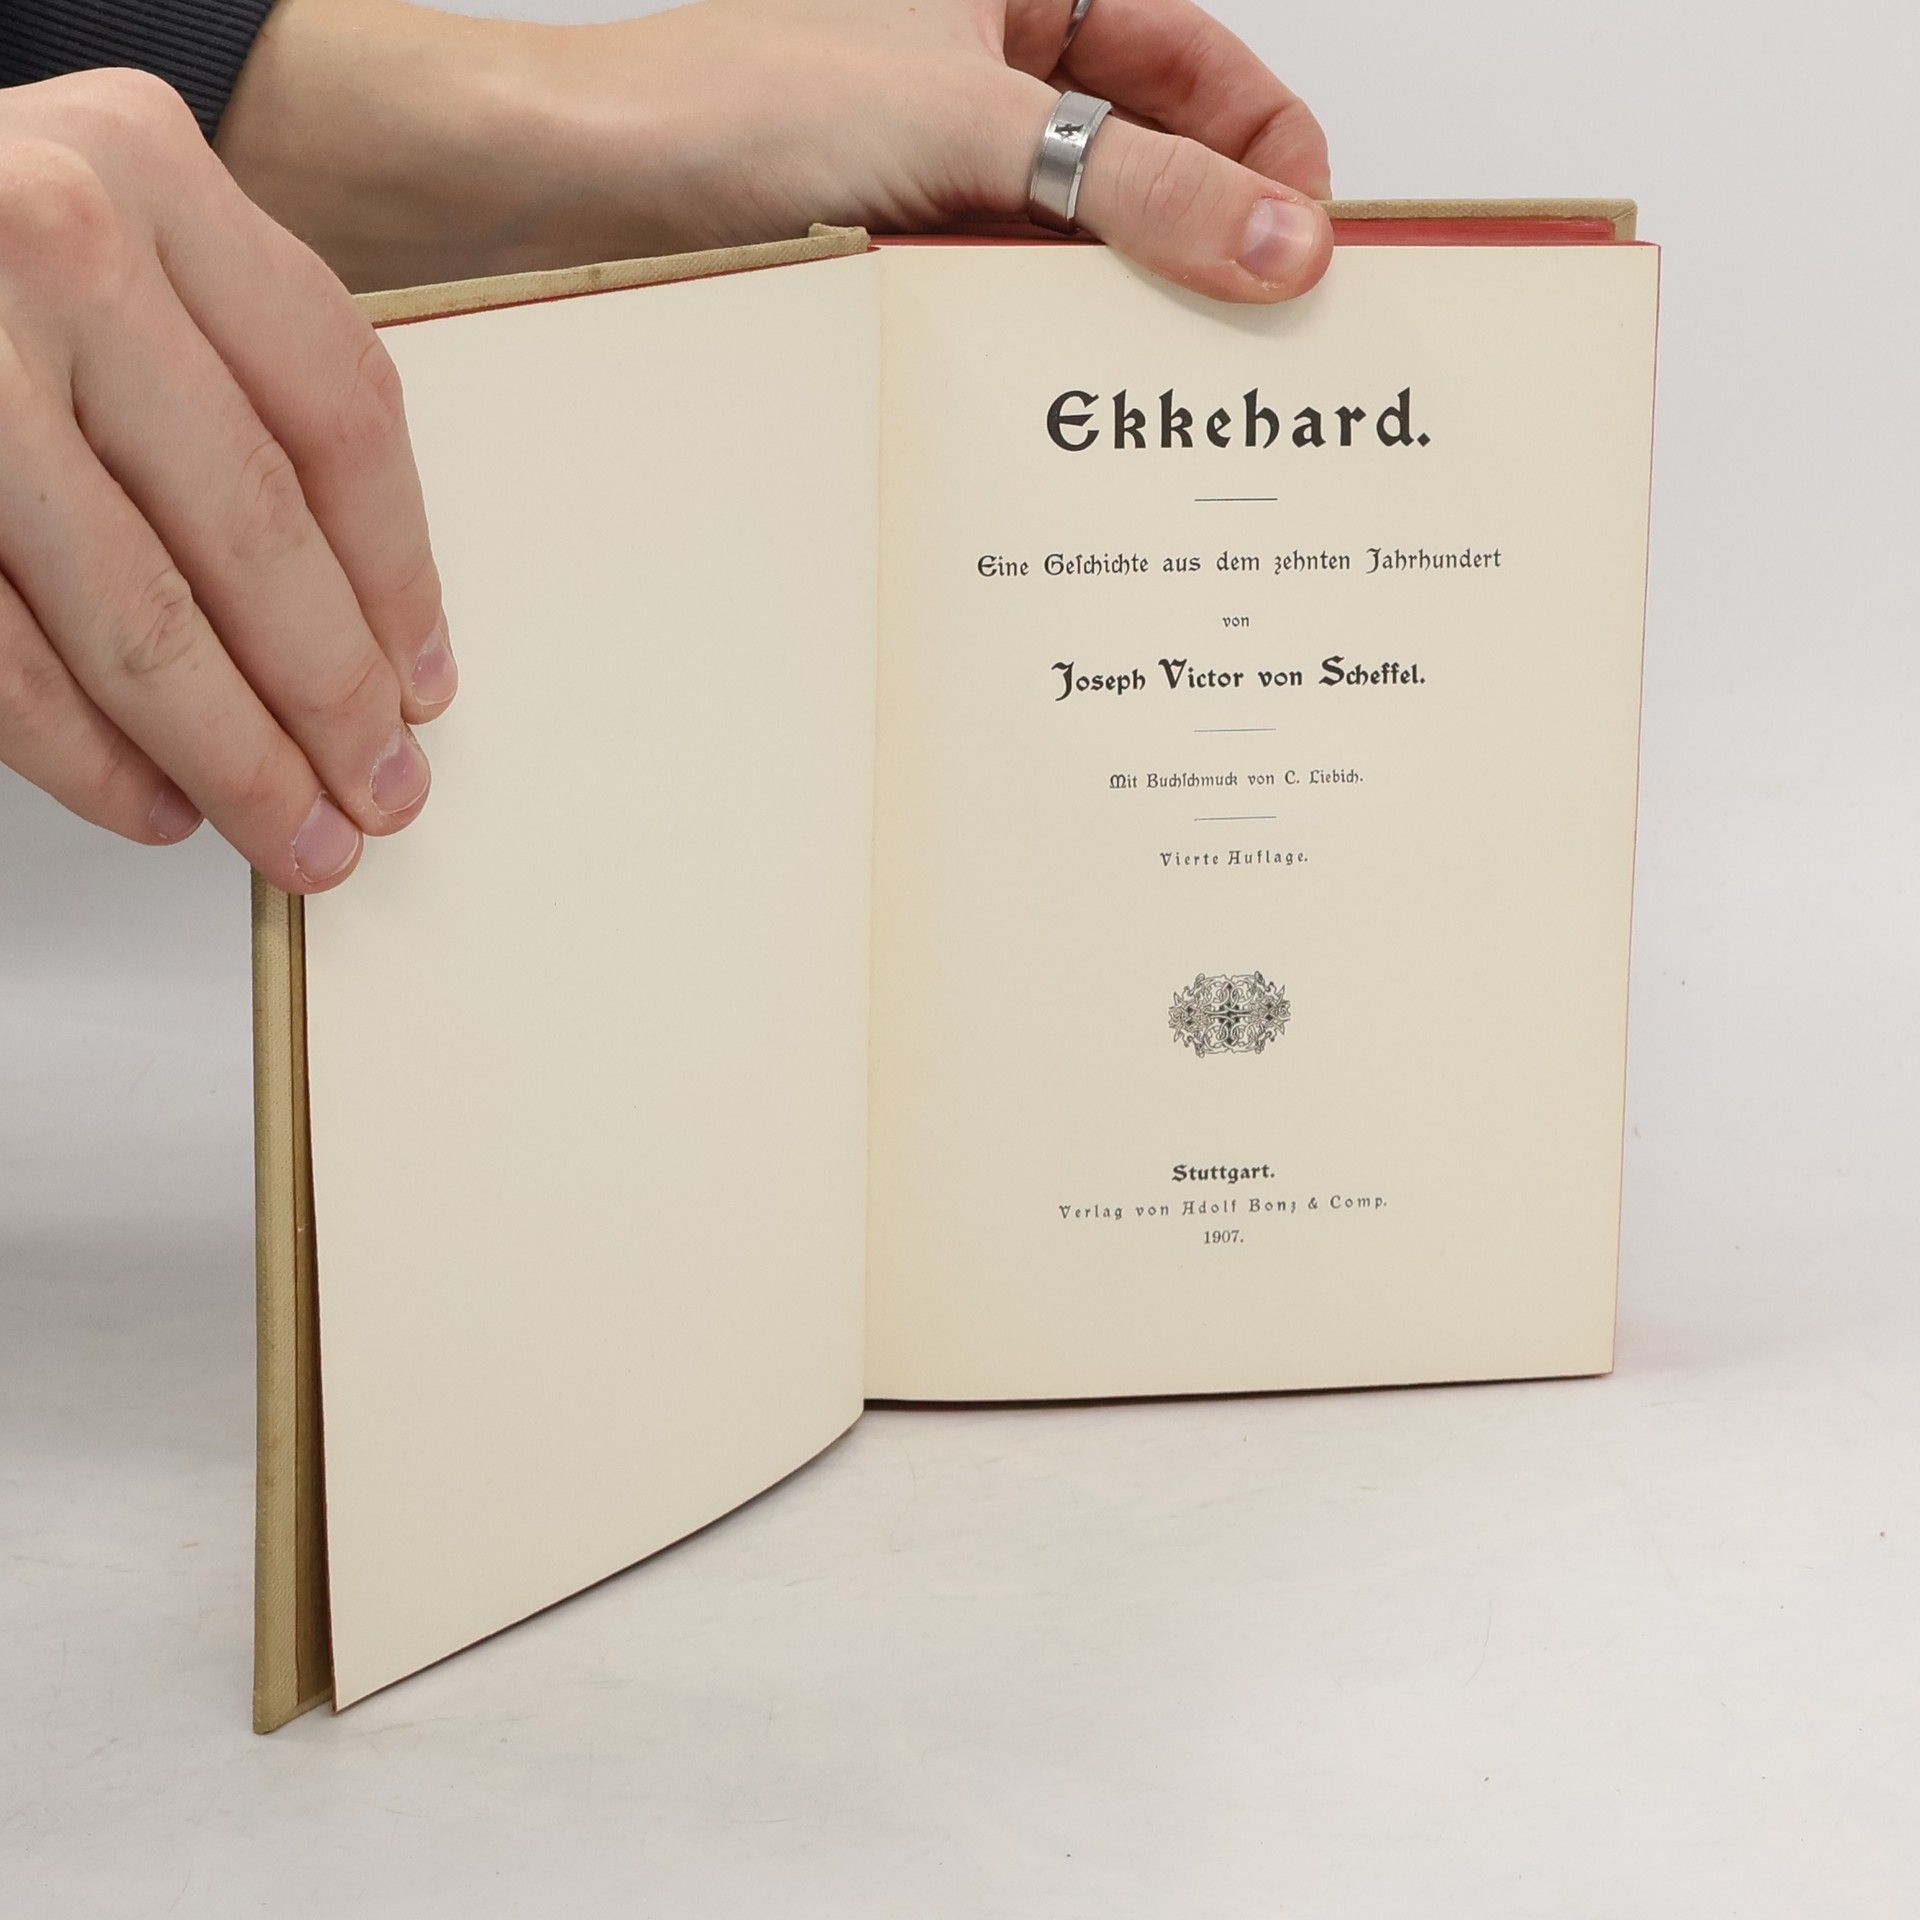 Ekkehard.
Eine Geſchichte aus dem zehnten Jahrhundert
von
Joseph Victor von Scheffel.
Mit Buchſchmuck von C. Liebich.
Vierte Auflage.
Stuttgart.
Verlag von Adolf Bonz & Comp.
1907.